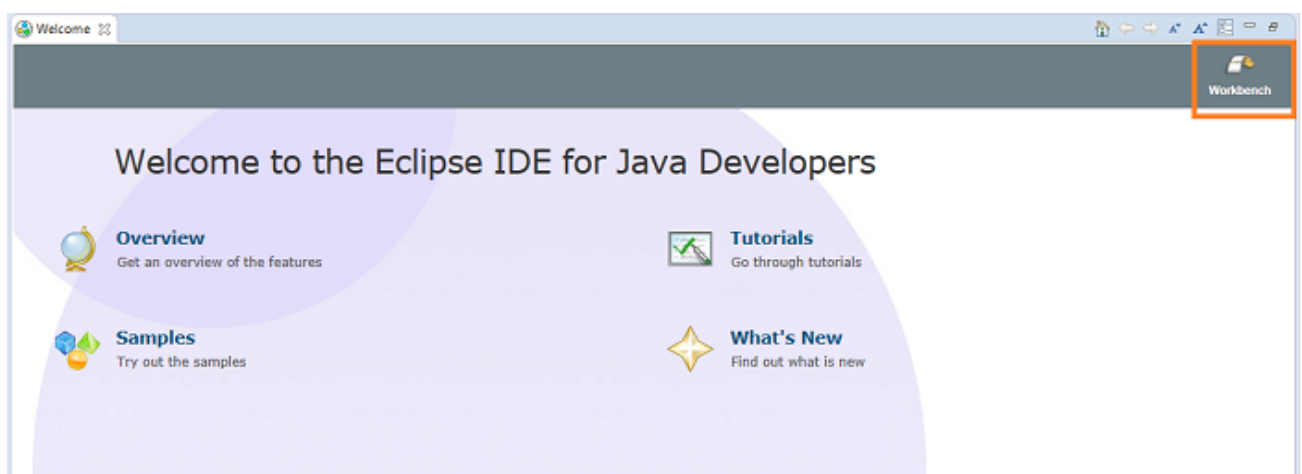 Welcome
Workbench
Welcome to the Eclipse IDE for Java Developers
Overview
Get an overview of the features
Tutorials
Go through tutorials
Samples
Try out the samples
What's New
Find out what is new